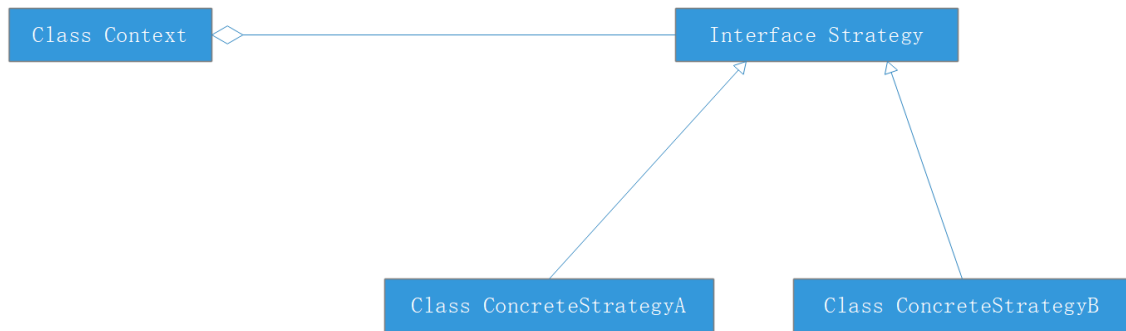 Class Context
Interface Strategy
Class ConcreteStrategyA
Class ConcreteStrategyB